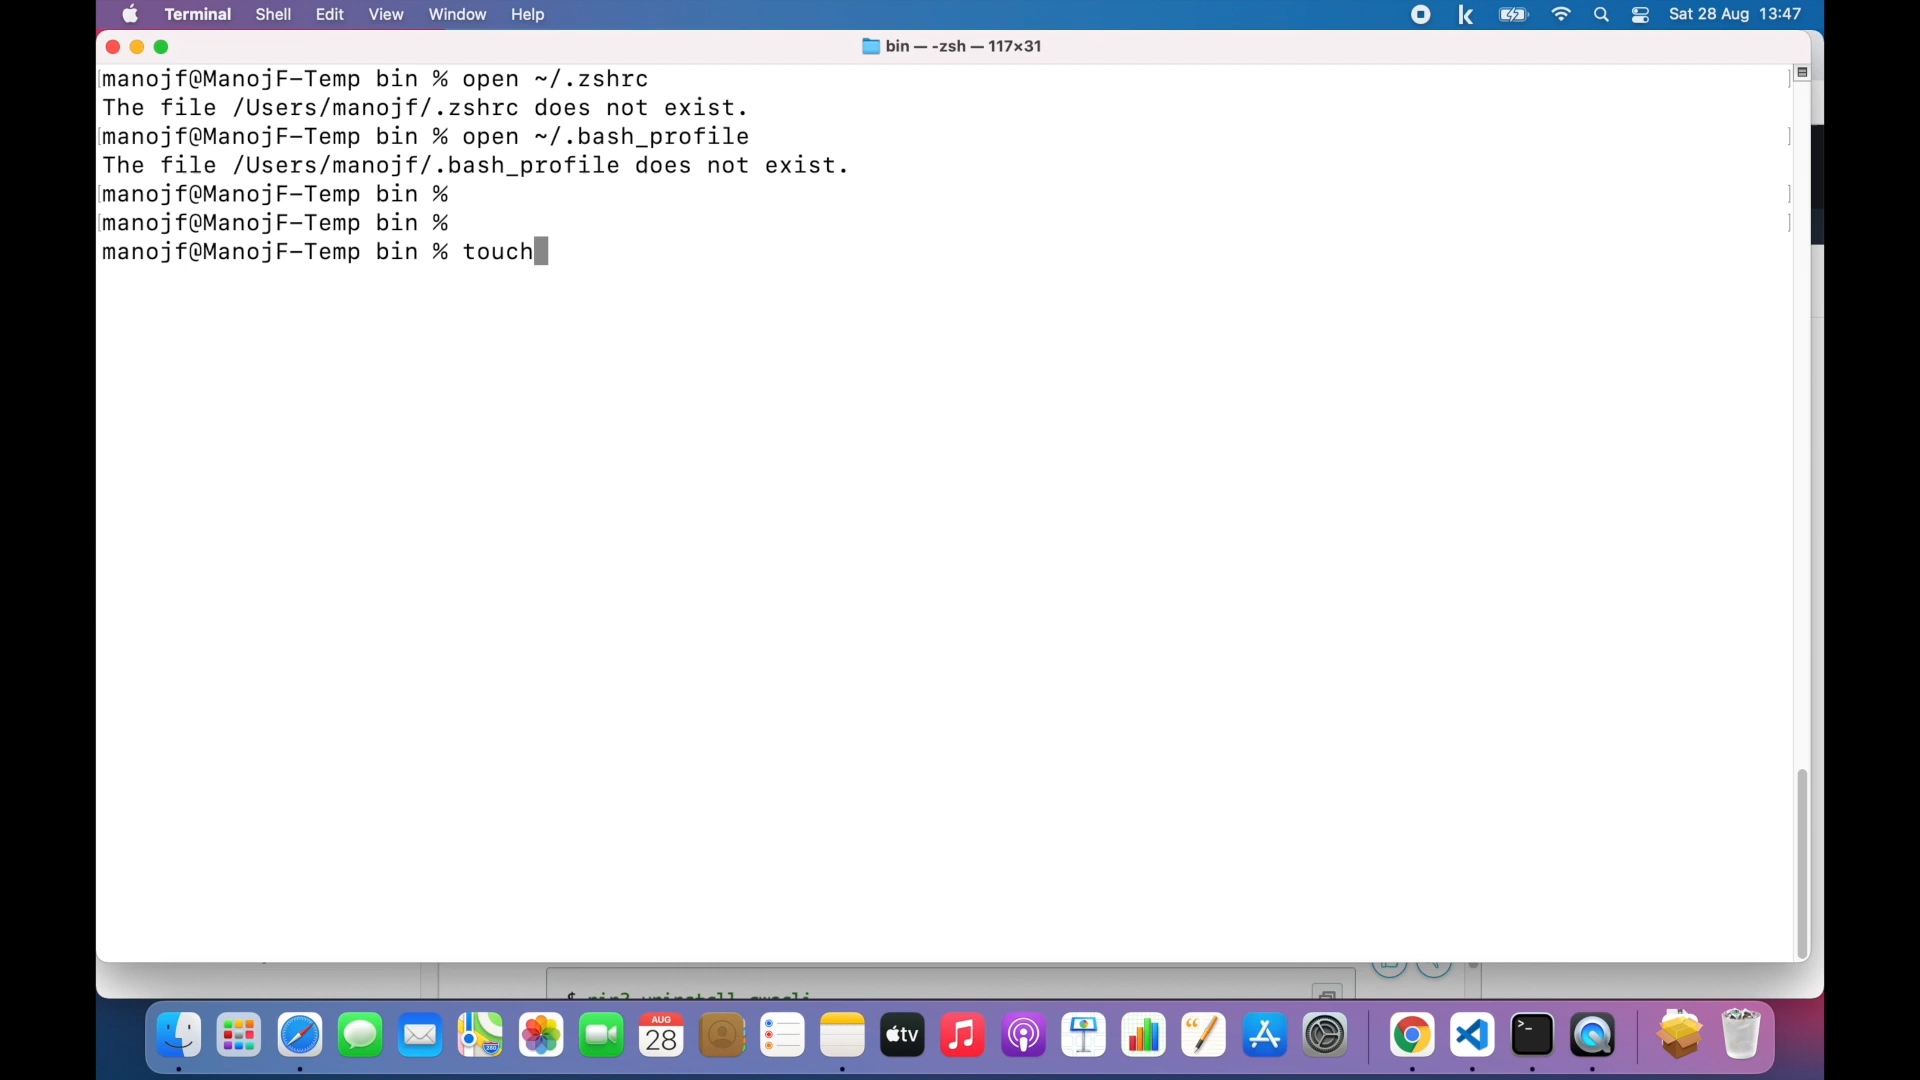 Terminal Shell Edit View Window Help Sat 28 Aug 13:47
bin — -zsh — 117×31
manojf@ManojF-Temp bin % open ~/.zshrc
The file /Users/manojf/.zshrc does not exist.
manojf@ManojF-Temp bin % open ~/.bash_profile
The file /Users/manojf/.bash_profile does not exist.
manojf@ManojF-Temp bin %
manojf@ManojF-Temp bin %
manojf@ManojF-Temp bin % touch
AUG
28
tv